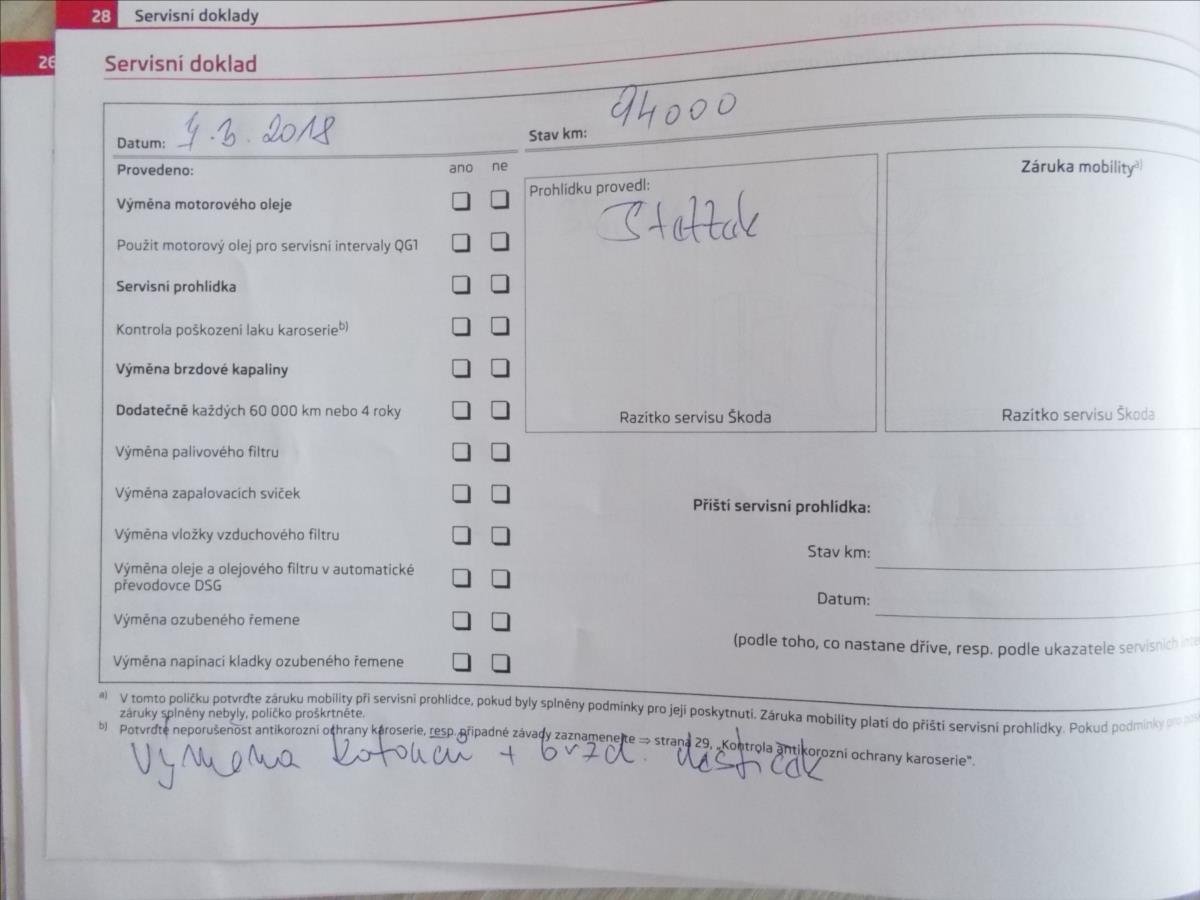 28 Servisní doklady
26
Servisní doklad
Datum: 4.3.2018
Stav km: 94000
Provedeno: ano ne
Výměna motorového oleje
Použit motorový olej pro servisní intervaly QG1
Servisní prohlídka
Kontrola poškození laku karoserie b)
Výměna brzdové kapaliny
Dodatečně každých 60 000 km nebo 4 roky
Výměna palivového filtru
Výměna zapalovacích svíček
Výměna vložky vzduchového filtru
Výměna oleje a olejového filtru v automatické
převodovce DSG
Výměna ozubeného řemene
Výměna napínací kladky ozubeného řemene
Prohlídku provedl:
Razítko servisu Škoda
Záruka mobility a)
Razítko servisu Škoda
Příští servisní prohlídka:
Stav km:
Datum:
(podle toho, co nastane dříve, resp. podle ukazatele servisních
a) V tomto políčku potvrďte záruku mobility při servisní prohlídce, pokud byly splněny podmínky pro její poskytnutí. Záruka mobility platí do příští servisní prohlídky. Pokud podmínky pro
záruky splněny nebyly, políčko proškrtněte.
b) Potvrďte neporušenost antikorozní ochrany karoserie, resp. případné závady zaznamenejte ⇒ strana 29, „Kontrola antikorozní ochrany karoserie".
Výměna kotoučů + brzd. destiček